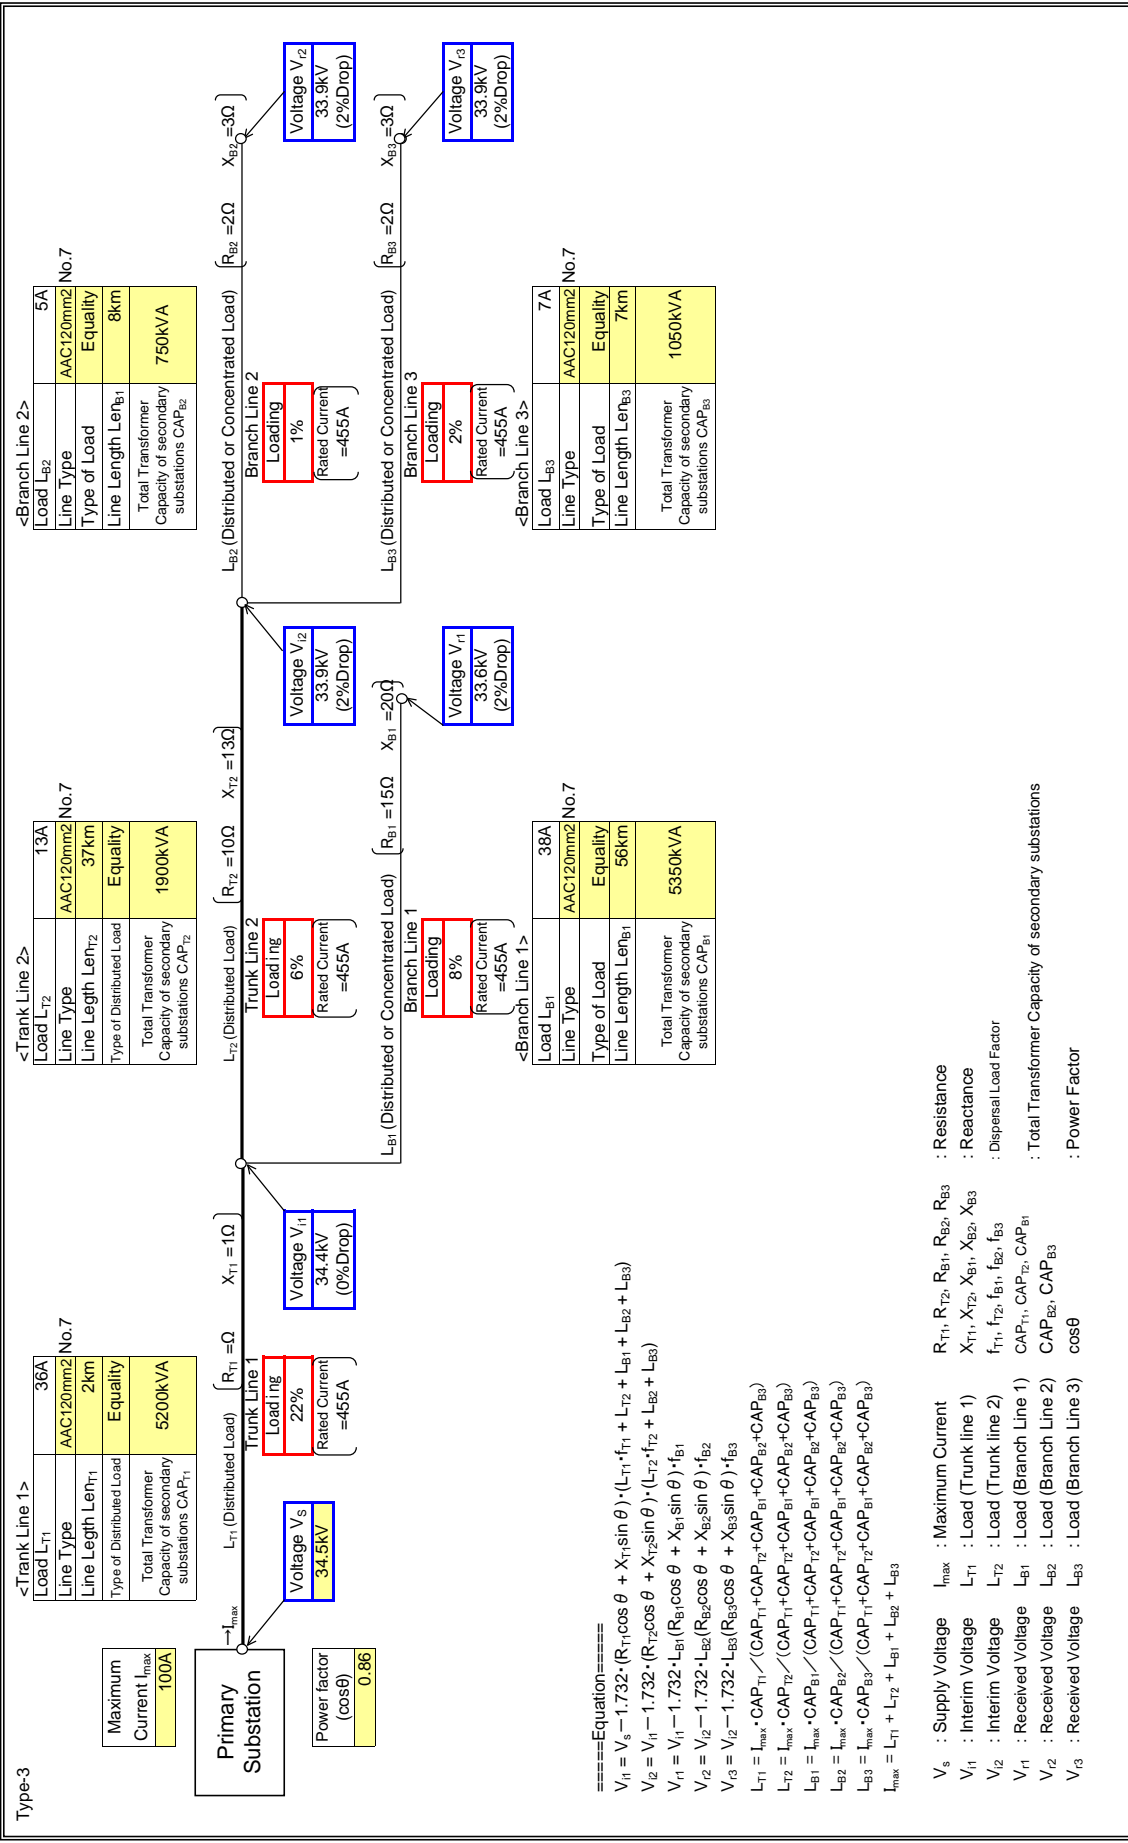 Type-3
Maximum
Current Imax
100A
Primary
Substation
Power factor
(cosθ)
0.86
→Imax
Voltage VS
34.5kV
<Trank Line 1>
Load LT1 36A
Line Type AAC120mm2 No.7
Line Legth LenT1 2km
Type of Distributed Load Equality
Total Transformer
Capacity of secondary
substations CAPT1
5200kVA
LT1 (Distributed Load)
RT1 =Ω XT1 =1Ω
Trunk Line 1
Loading
22%
Rated Current
=455A
Voltage Vi1
34.4kV
(0%Drop)
<Trank Line 2>
Load LT2 13A
Line Type AAC120mm2 No.7
Line Legth LenT2 37km
Type of Distributed Load Equality
Total Transformer
Capacity of secondary
substations CAPT2
1900kVA
LT2 (Distributed Load)
RT2 =10Ω XT2 =13Ω
Trunk Line 2
Loading
6%
Rated Current
=455A
Voltage Vi2
33.9kV
(2%Drop)
LB1 (Distributed or Concentrated Load)
RB1 =15Ω XB1 =20Ω
Branch Line 1
Loading
8%
Rated Current
=455A
Voltage Vr1
33.6kV
(2%Drop)
<Branch Line 1>
Load LB1 38A
Line Type AAC120mm2 No.7
Type of Load Equality
Line Length LenB1 56km
Total Transformer
Capacity of secondary
substations CAPB1
5350kVA
<Branch Line 2>
Load LB2 5A
Line Type AAC120mm2 No.7
Type of Load Equality
Line Length LenB1 8km
Total Transformer
Capacity of secondary
substations CAPB2
750kVA
LB2 (Distributed or Concentrated Load)
RB2 =2Ω XB2 =3Ω
Branch Line 2
Loading
1%
Rated Current
=455A
Voltage Vr2
33.9kV
(2%Drop)
LB3 (Distributed or Concentrated Load)
RB3 =2Ω XB3 =3Ω
Branch Line 3
Loading
2%
Rated Current
=455A
Voltage Vr3
33.9kV
(2%Drop)
<Branch Line 3>
Load LB3 7A
Line Type AAC120mm2 No.7
Type of Load Equality
Line Length LenB3 7km
Total Transformer
Capacity of secondary
substations CAPB3
1050kVA
=====Equation=====
Vi1 = Vs－1.732・(RT1cosθ + XT1sinθ)・(LT1・fT1 + LT2 + LB1 + LB2 + LB3)
Vi2 = Vi1－1.732・(RT2cosθ + XT2sinθ)・(LT2・fT2 + LB2 + LB3)
Vr1 = Vi1－1.732・LB1(RB1cosθ + XB1sinθ)・fB1
Vr2 = Vi2－1.732・LB2(RB2cosθ + XB2sinθ)・fB2
Vr3 = Vi2－1.732・LB3(RB3cosθ + XB3sinθ)・fB3
LT1 = Imax・CAPT1／(CAPT1+CAPT2+CAPB1+CAPB2+CAPB3)
LT2 = Imax・CAPT2／(CAPT1+CAPT2+CAPB1+CAPB2+CAPB3)
LB1 = Imax・CAPB1／(CAPT1+CAPT2+CAPB1+CAPB2+CAPB3)
LB2 = Imax・CAPB2／(CAPT1+CAPT2+CAPB1+CAPB2+CAPB3)
LB3 = Imax・CAPB3／(CAPT1+CAPT2+CAPB1+CAPB2+CAPB3)
Imax = LT1 + LT2 + LB1 + LB2 + LB3
Vs : Supply Voltage Imax : Maximum Current RT1, RT2, RB1, RB2, RB3 : Resistance
Vi1 : Interim Voltage LT1 : Load (Trunk line 1) XT1, XT2, XB1, XB2, XB3 : Reactance
Vi2 : Interim Voltage LT2 : Load (Trunk line 2) fT1, fT2, fB1, fB2, fB3 : Dispersal Load Factor
Vr1 : Received Voltage LB1 : Load (Branch Line 1) CAPT1, CAPT2, CAPB1
: Total Transformer Capacity of secondary substations
Vr2 : Received Voltage LB2 : Load (Branch Line 2) CAPB2, CAPB3
Vr3 : Received Voltage LB3 : Load (Branch Line 3) cosθ : Power Factor